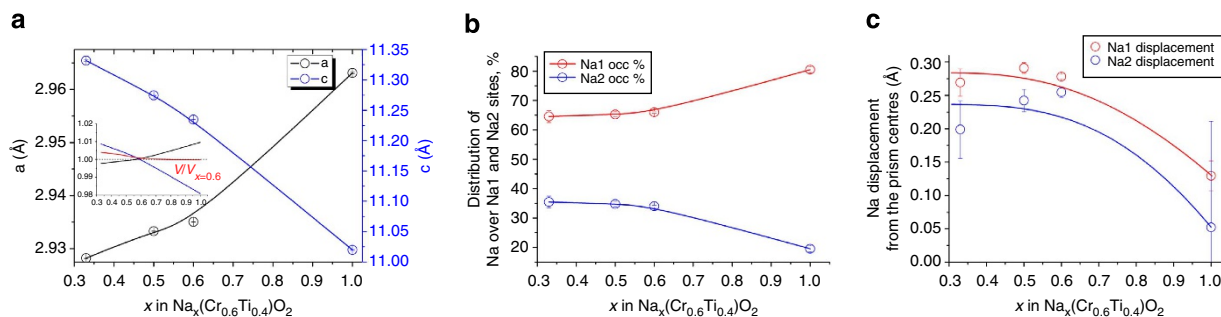 a
a (Å)
2.96
2.95
2.94
2.93
0.3 0.4 0.5 0.6 0.7 0.8 0.9 1.0
x in Naₓ(Cr₀.₆Ti₀.₄)O₂
11.35
11.30
11.25
11.20
11.15
11.10
11.05
11.00
c (Å)
a
c
1.02
1.01
1.00
0.99
0.98
0.3 0.4 0.5 0.6 0.7 0.8 0.9 1.0
V/Vₓ₌₀.₆
b
Distribution of
Na over Na1 and Na2 sites, %
80
70
60
50
40
30
20
10
0.3 0.4 0.5 0.6 0.7 0.8 0.9 1.0
x in Naₓ(Cr₀.₆Ti₀.₄)O₂
Na1 occ %
Na2 occ %
c
Na displacement
from the prism centres (Å)
0.30
0.25
0.20
0.15
0.10
0.05
0.00
0.3 0.4 0.5 0.6 0.7 0.8 0.9 1.0
x in Naₓ(Cr₀.₆Ti₀.₄)O₂
Na1 displacement
Na2 displacement